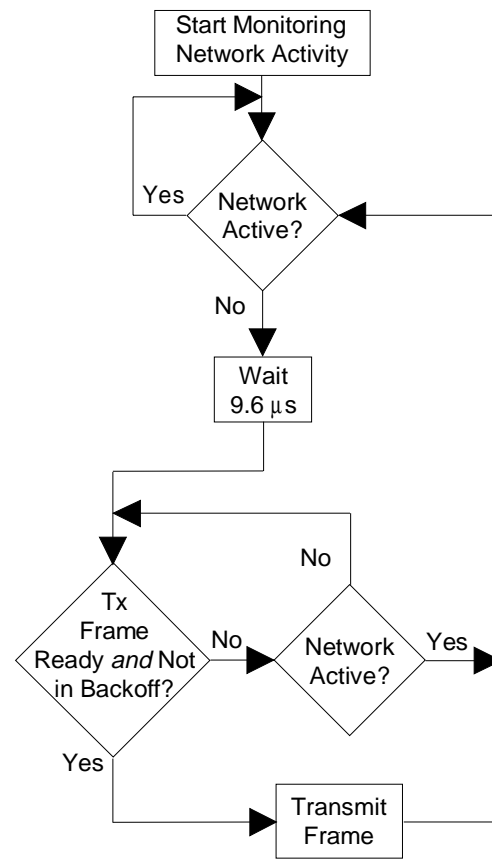 Start Monitoring
Network Activity
Yes
Network
Active?
No
Wait
9.6 μs
No
Tx
Frame
Ready and Not
in Backoff?
No
Network
Active?
Yes
Yes
Transmit
Frame